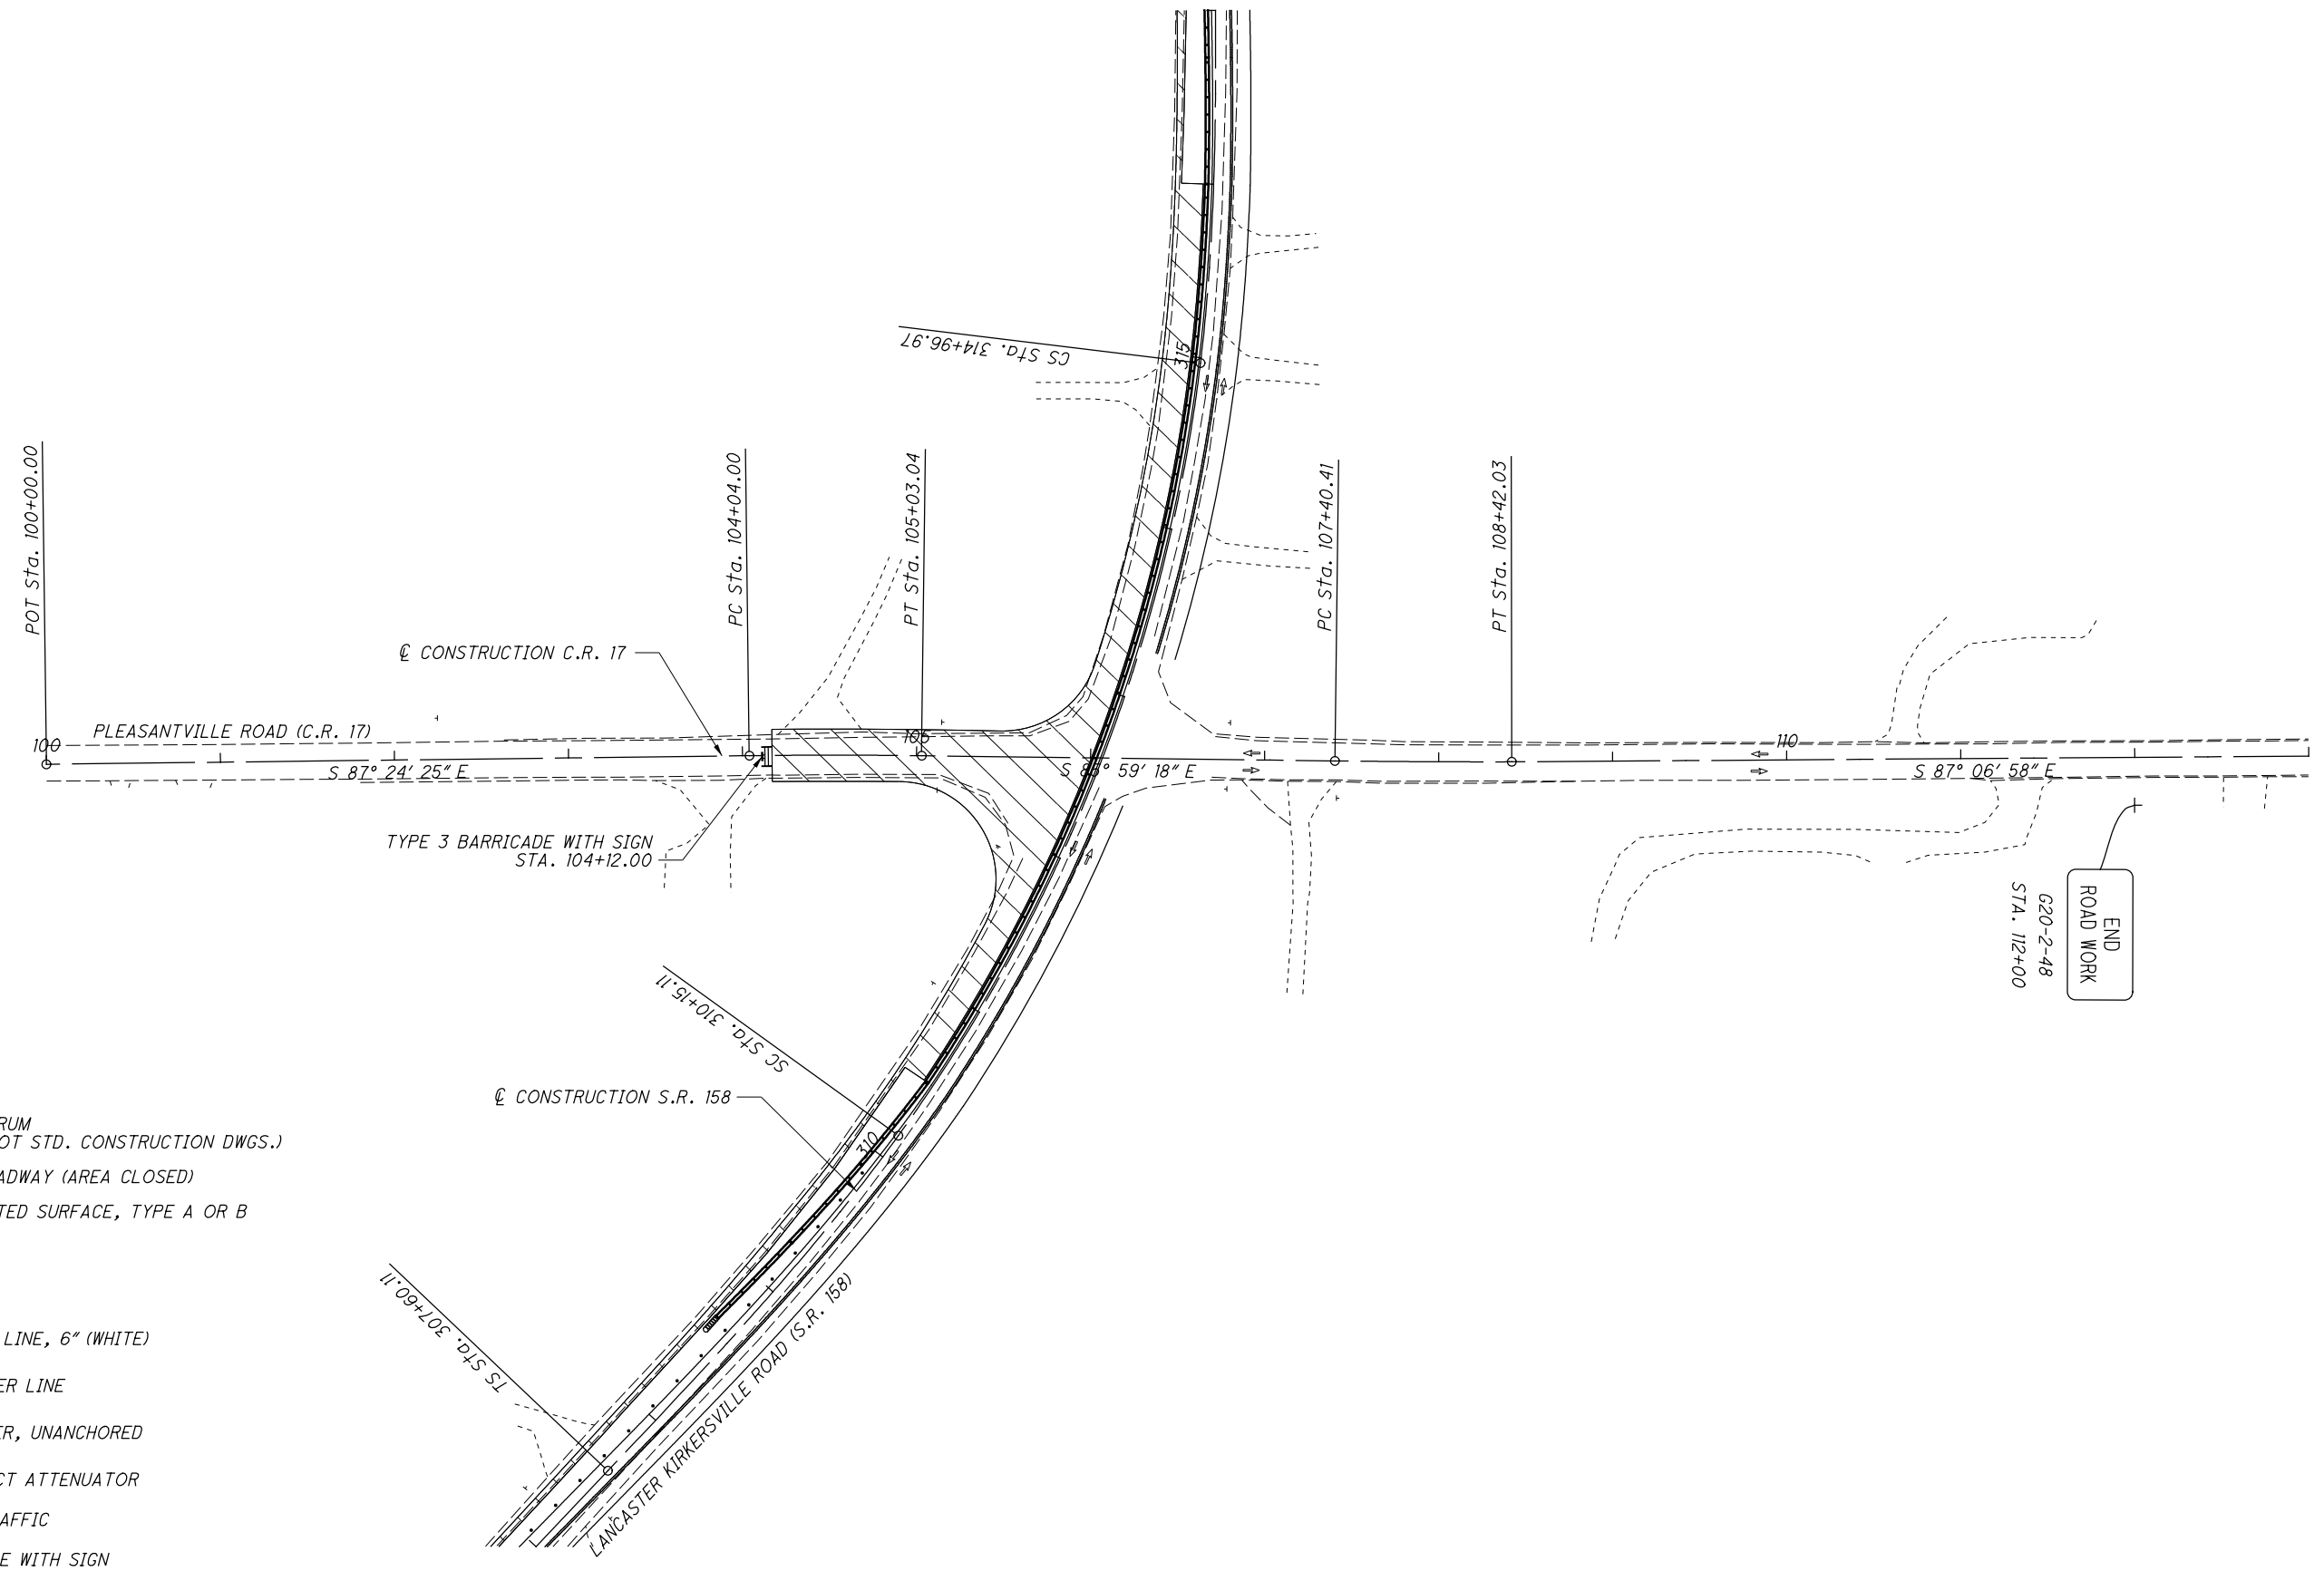 CS Sta. 314+96.97
315
POT Sta. 100+00.00
PC Sta. 104+04.00
PT Sta. 105+03.04
PC Sta. 107+40.41
PT Sta. 108+42.03
℄ CONSTRUCTION C.R. 17
PLEASANTVILLE ROAD (C.R. 17)
100
105
110
S 87° 24' 25" E
S 87° 06' 58" E
TYPE 3 BARRICADE WITH SIGN
STA. 104+12.00
END
ROAD WORK
G20-2-48
STA. 112+00
SC Sta. 310+15.11
℄ CONSTRUCTION S.R. 158
310
TS Sta. 307+60.11
LANCASTER KIRKERSVILLE ROAD (S.R. 158)
RUM
OT STD. CONSTRUCTION DWGS.)
ADWAY (AREA CLOSED)
TED SURFACE, TYPE A OR B
LINE, 6" (WHITE)
ER LINE
ER, UNANCHORED
CT ATTENUATOR
AFFIC
E WITH SIGN